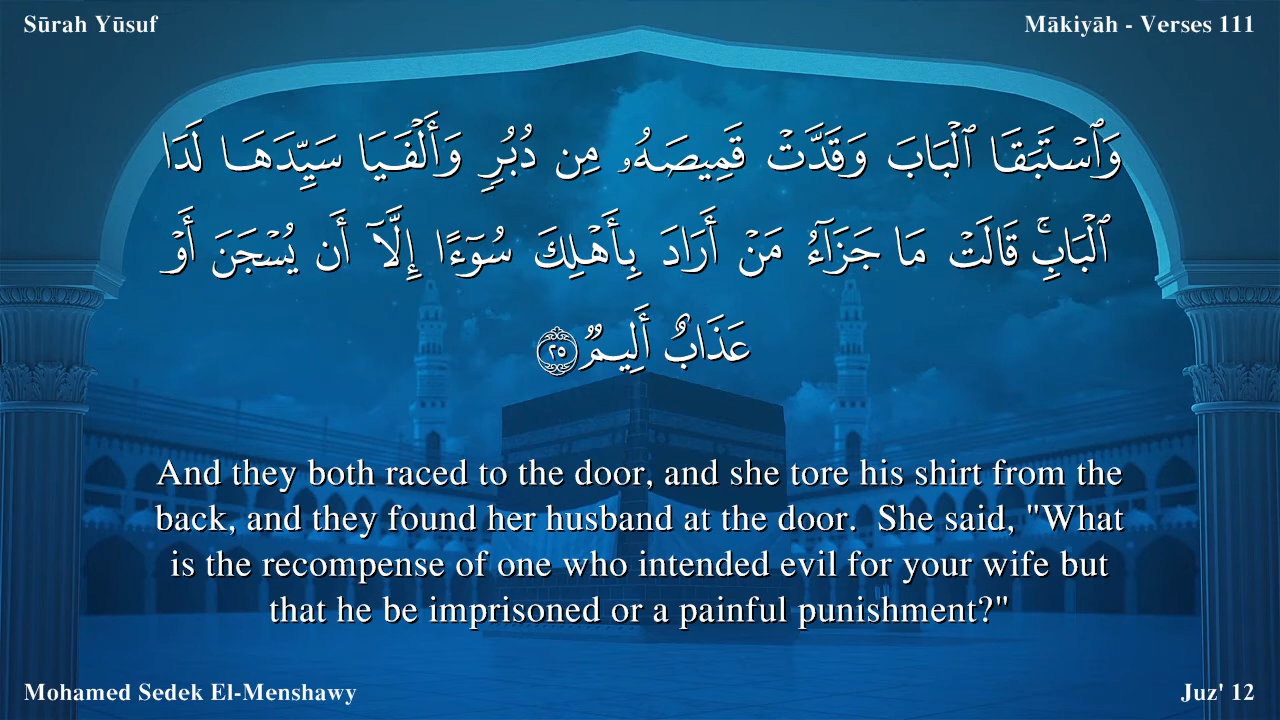 Sūrah Yūsuf
Mākiyāh - Verses 111
وَٱسْتَبَقَا ٱلْبَابَ وَقَدَّتْ قَمِيصَهُۥ مِن دُبُرٍ وَأَلْفَيَا سَيِّدَهَا لَدَا
ٱلْبَابِۚ قَالَتْ مَا جَزَآءُ مَنْ أَرَادَ بِأَهْلِكَ سُوٓءًا إِلَّآ أَن يُسْجَنَ أَوْ
عَذَابٌ أَلِيمٌ ٢٥
And they both raced to the door, and she tore his shirt from the
back, and they found her husband at the door.  She said, "What
is the recompense of one who intended evil for your wife but
that he be imprisoned or a painful punishment?"
Mohamed Sedek El-Menshawy
Juz' 12